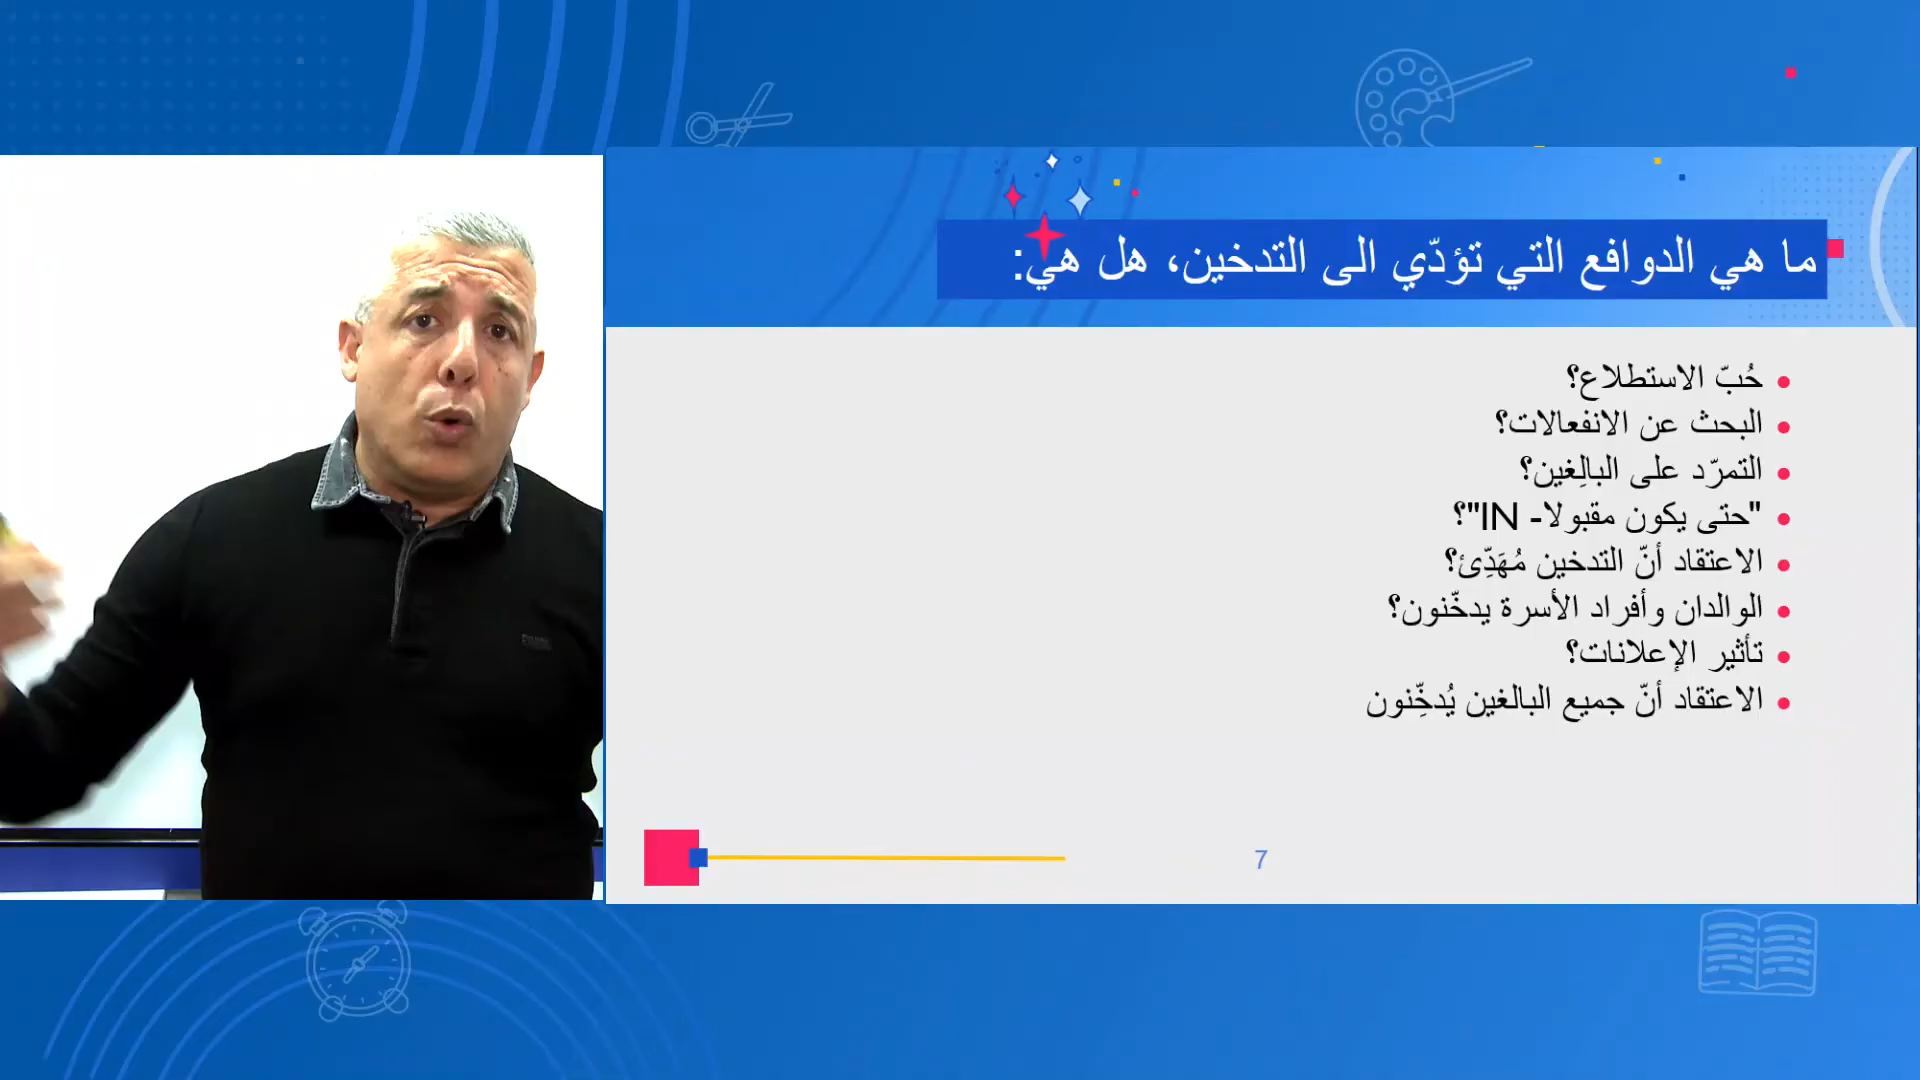 ما هي الدوافع التي تؤدّي الى التدخين، هل هي:
حُبّ الاستطلاع؟
البحث عن الانفعالات؟
التمرّد على البالِغين؟
"حتى يكون مقبولا- IN"؟
الاعتقاد أنّ التدخين مُهَدِّئ؟
الوالدان وأفراد الأسرة يدخّنون؟
تأثير الإعلانات؟
الاعتقاد أنّ جميع البالغين يُدخِّنون
7